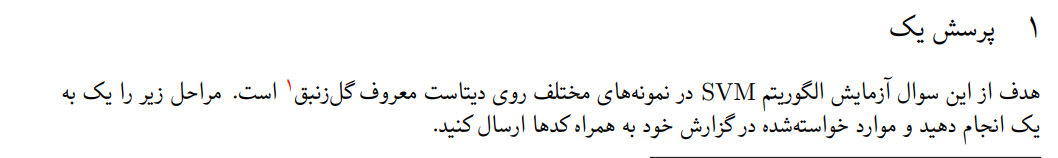 ۱ پرسش یک
هدف از این سوال آزمایش الگوریتم SVM در نمونه‌های مختلف روی دیتاست معروف گل‌زنبق۱ است. مراحل زیر را یک به
یک انجام دهید و موارد خواسته‌شده در گزارش خود به همراه کدها ارسال کنید.